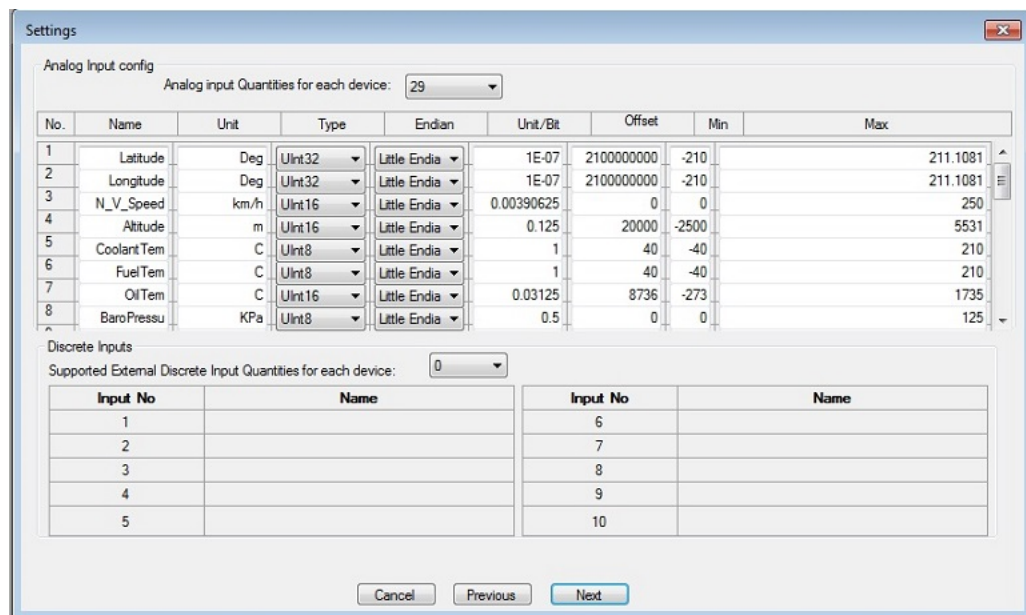 Settings
Analog Input config
Analog input Quantities for each device: 29
No. Name Unit Type Endian Unit/Bit Offset Min Max
1 Latitude Deg UInt32 Little Endia 1E-07 2100000000 -210 211.1081
2 Longitude Deg UInt32 Little Endia 1E-07 2100000000 -210 211.1081
3 N_V_Speed km/h UInt16 Little Endia 0.00390625 0 0 250
4 Altitude m UInt16 Little Endia 0.125 20000 -2500 5531
5 CoolantTem C UInt8 Little Endia 1 40 -40 210
6 FuelTem C UInt8 Little Endia 1 40 -40 210
7 OilTem C UInt16 Little Endia 0.03125 8736 -273 1735
8 BaroPressu KPa UInt8 Little Endia 0.5 0 0 125
Discrete Inputs
Supported External Discrete Input Quantities for each device: 0
Input No Name Input No Name
1 6
2 7
3 8
4 9
5 10
Cancel Previous Next